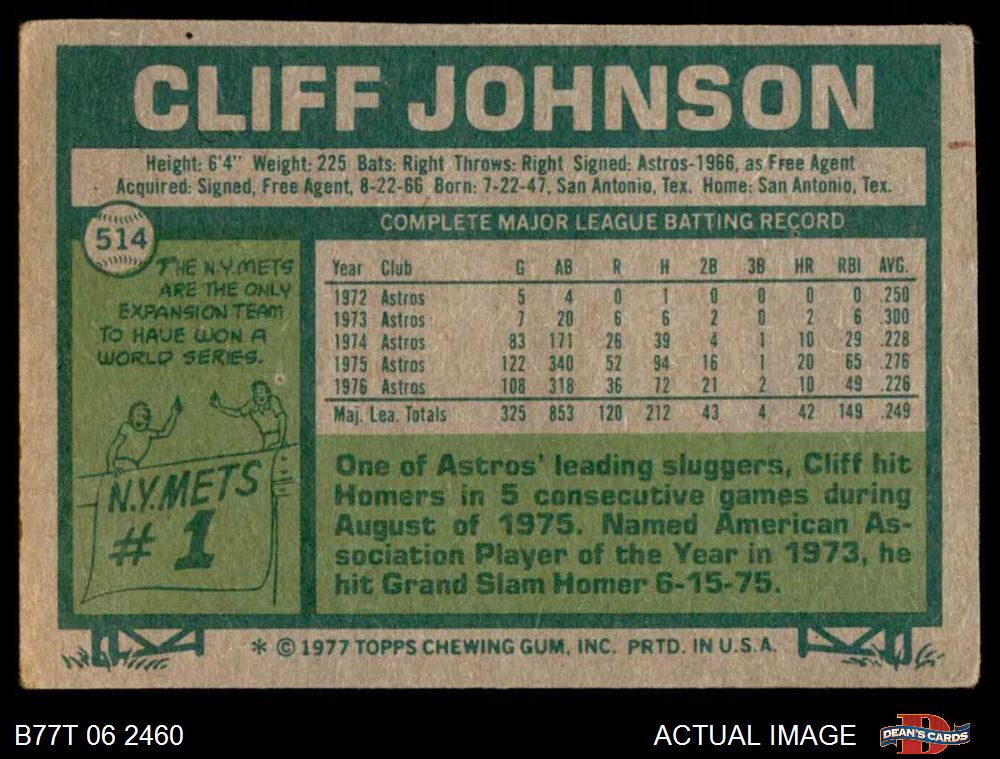 CLIFF JOHNSON
Height: 6'4" Weight: 225 Bats: Right Throws: Right Signed: Astros-1966, as Free Agent
Acquired: Signed, Free Agent, 8-22-66 Born: 7-22-47, San Antonio, Tex. Home: San Antonio, Tex.
514
THE N.Y. METS
ARE THE ONLY
EXPANSION TEAM
TO HAVE WON A
WORLD SERIES.
N.Y. METS
# 1
COMPLETE MAJOR LEAGUE BATTING RECORD
Year Club G AB R H 2B 3B HR RBI AVG.
1972 Astros 5 4 0 1 0 0 0 0 .250
1973 Astros 7 20 6 6 2 0 2 6 .300
1974 Astros 83 171 26 39 4 1 10 29 .228
1975 Astros 122 340 52 94 16 1 20 65 .276
1976 Astros 108 318 36 72 21 2 10 49 .226
Maj. Lea. Totals 325 853 120 212 43 4 42 149 .249
One of Astros' leading sluggers, Cliff hit
Homers in 5 consecutive games during
August of 1975. Named American As-
sociation Player of the Year in 1973, he
hit Grand Slam Homer 6-15-75.
* © 1977 TOPPS CHEWING GUM, INC. PRTD. IN U.S.A.
B77T 06 2460
ACTUAL IMAGE
D
DEAN'S CARDS